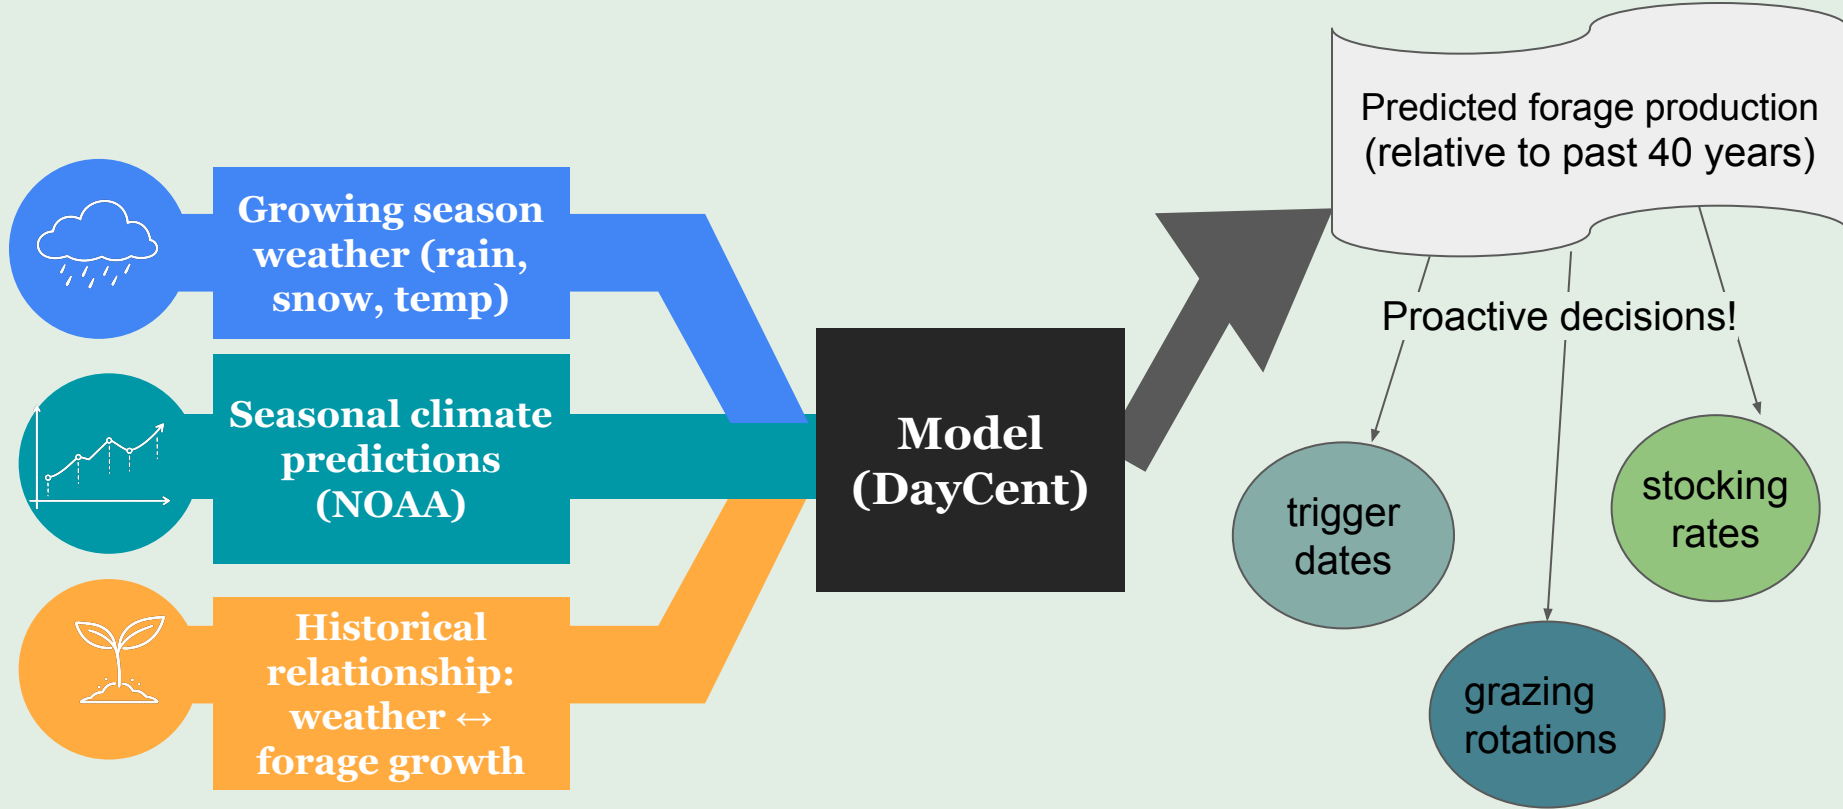 Growing season
weather (rain,
snow, temp)
Seasonal climate
predictions
(NOAA)
Historical
relationship:
weather ↔
forage growth
Model
(DayCent)
Predicted forage production
(relative to past 40 years)
Proactive decisions!
trigger
dates
grazing
rotations
stocking
rates